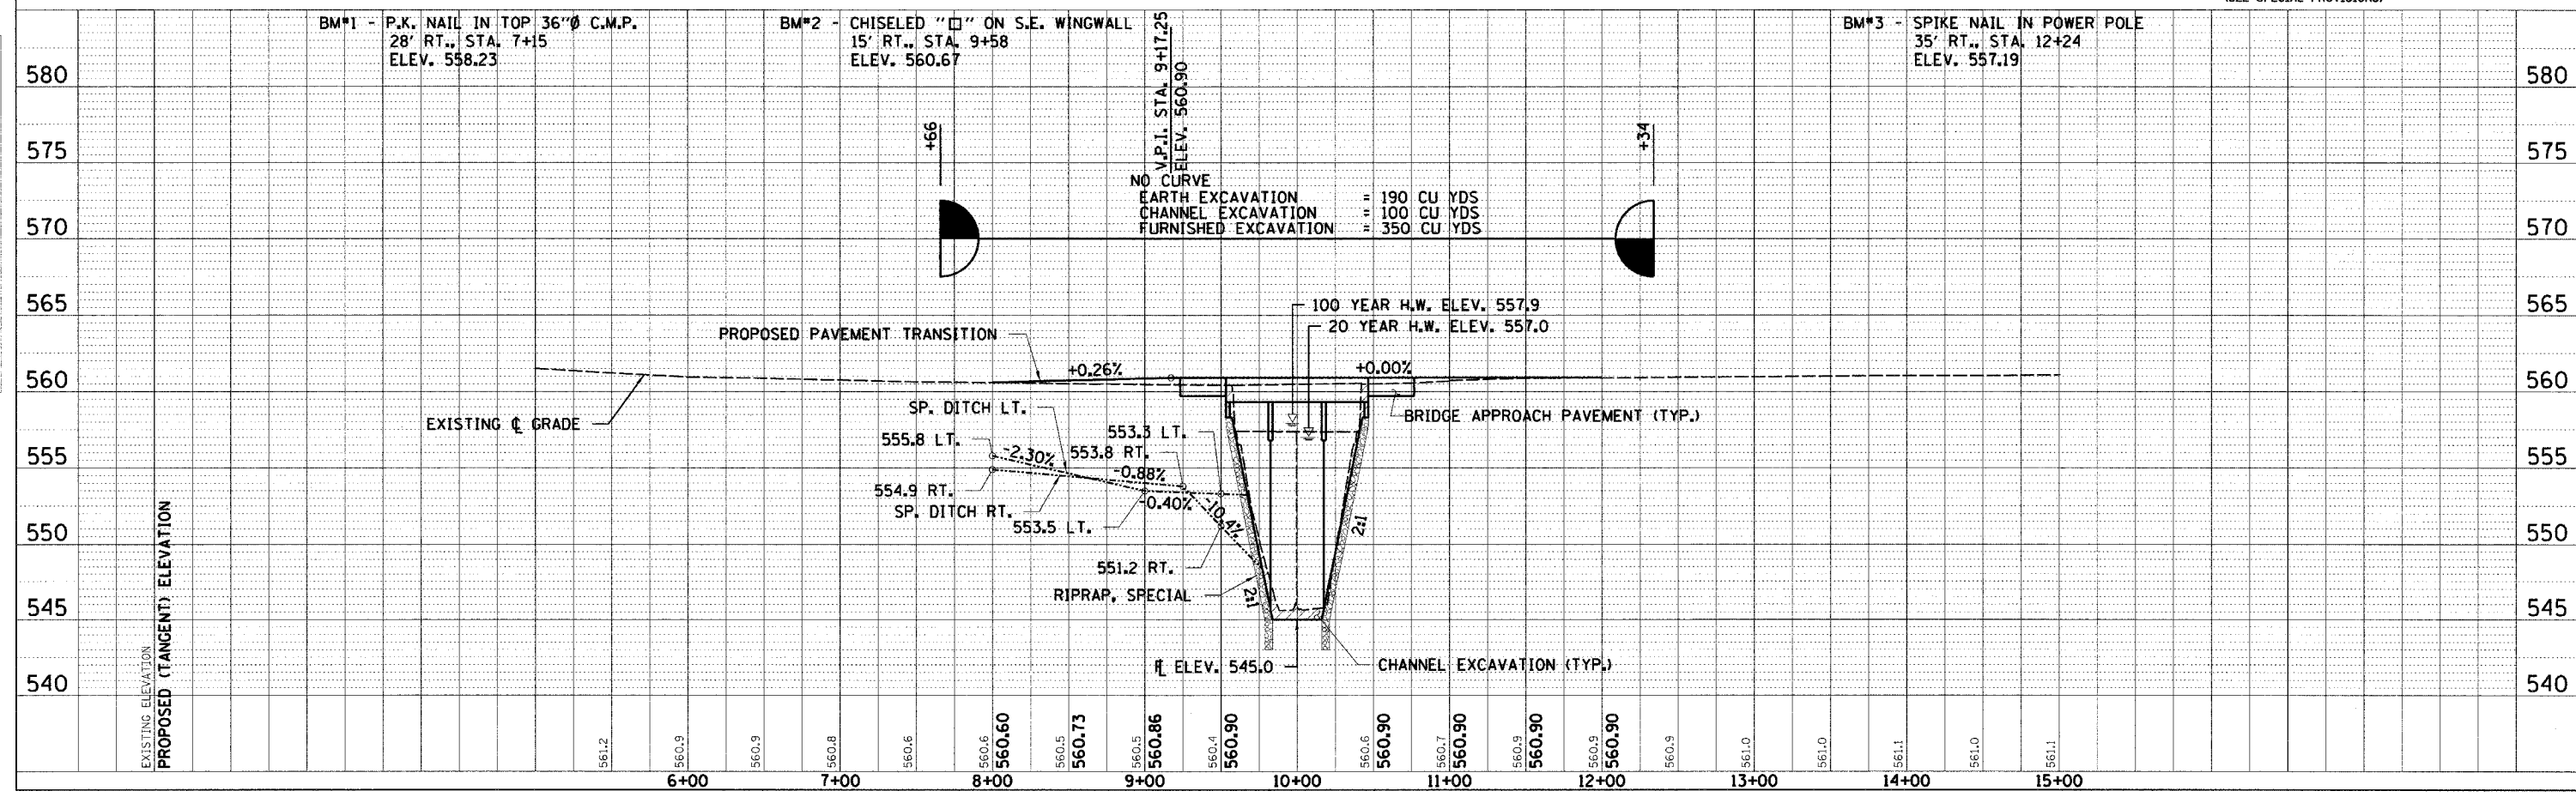 BM#1 - P.K. NAIL IN TOP 36"Ø C.M.P.
28' RT., STA. 7+15
ELEV. 558.23
BM#2 - CHISELED "□" ON S.E. WINGWALL
15' RT., STA. 9+58
ELEV. 560.67
V.P.I. STA. 9+17.25
ELEV. 560.90
BM#3 - SPIKE NAIL IN POWER POLE
35' RT., STA. 12+24
ELEV. 557.19
580
580
+66
+34
575
575
NO CURVE
EARTH EXCAVATION = 190 CU YDS
CHANNEL EXCAVATION = 100 CU YDS
FURNISHED EXCAVATION = 350 CU YDS
570
570
565
565
100 YEAR H.W. ELEV. 557.9
20 YEAR H.W. ELEV. 557.0
PROPOSED PAVEMENT TRANSITION
+0.26%
+0.00%
560
560
EXISTING ℄ GRADE
SP. DITCH LT.
BRIDGE APPROACH PAVEMENT (TYP.)
555.8 LT.
553.3 LT.
-2.30%
553.8 RT.
555
555
-0.88%
554.9 RT.
-0.40%
-10.4%
SP. DITCH RT.
553.5 LT.
550
550
2:1
551.2 RT.
RIPRAP, SPECIAL
2:1
545
545
℄ ELEV. 545.0
CHANNEL EXCAVATION (TYP.)
540
540
EXISTING ELEVATION
PROPOSED (TANGENT) ELEVATION
561.2
560.9
560.9
560.8
560.6
560.6
560.60
560.5
560.73
560.5
560.86
560.4
560.90
560.6
560.90
560.7
560.90
560.9
560.90
560.9
560.90
560.9
561.0
561.0
561.1
561.0
561.1
6+00
7+00
8+00
9+00
10+00
11+00
12+00
13+00
14+00
15+00